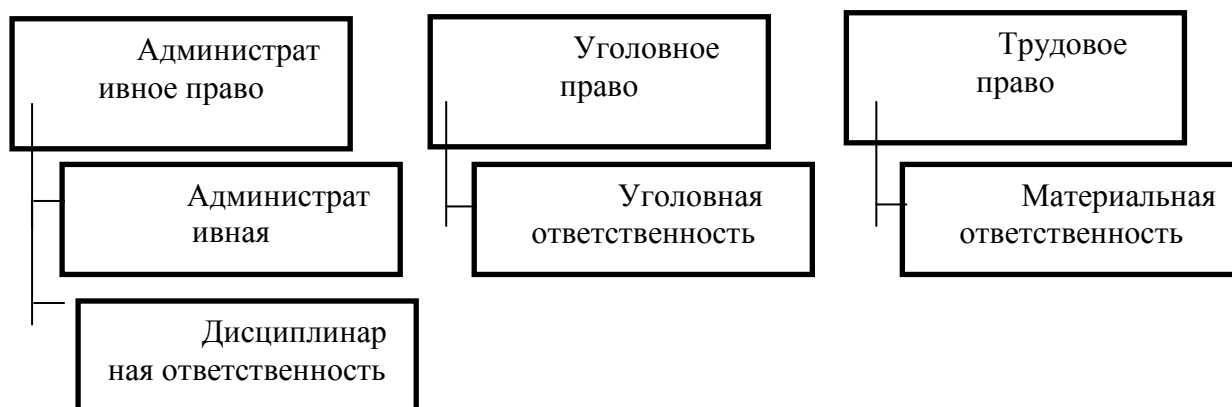 Администрат
ивное право
Уголовное
право
Трудовое
право
Администрат
ивная
Уголовная
ответственность
Материальная
ответственность
Дисциплинар
ная ответственность